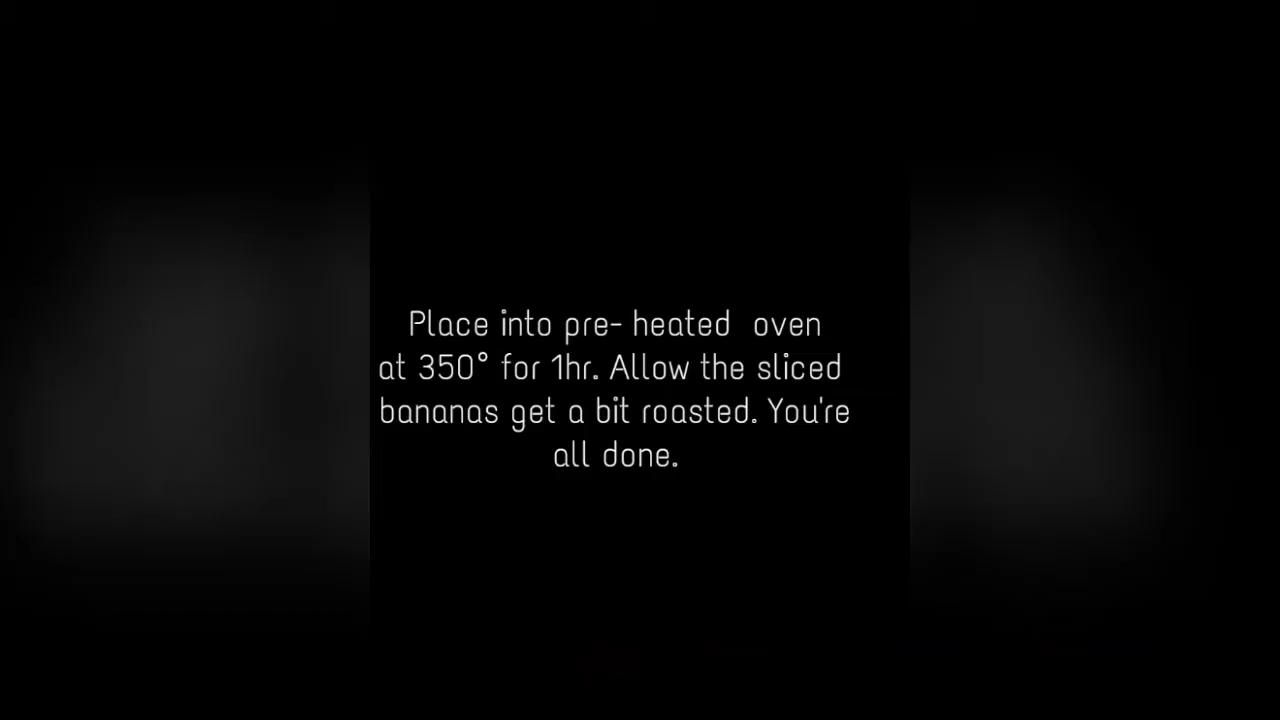 Place into pre- heated oven
at 350° for 1hr. Allow the sliced
bananas get a bit roasted. You're
all done.